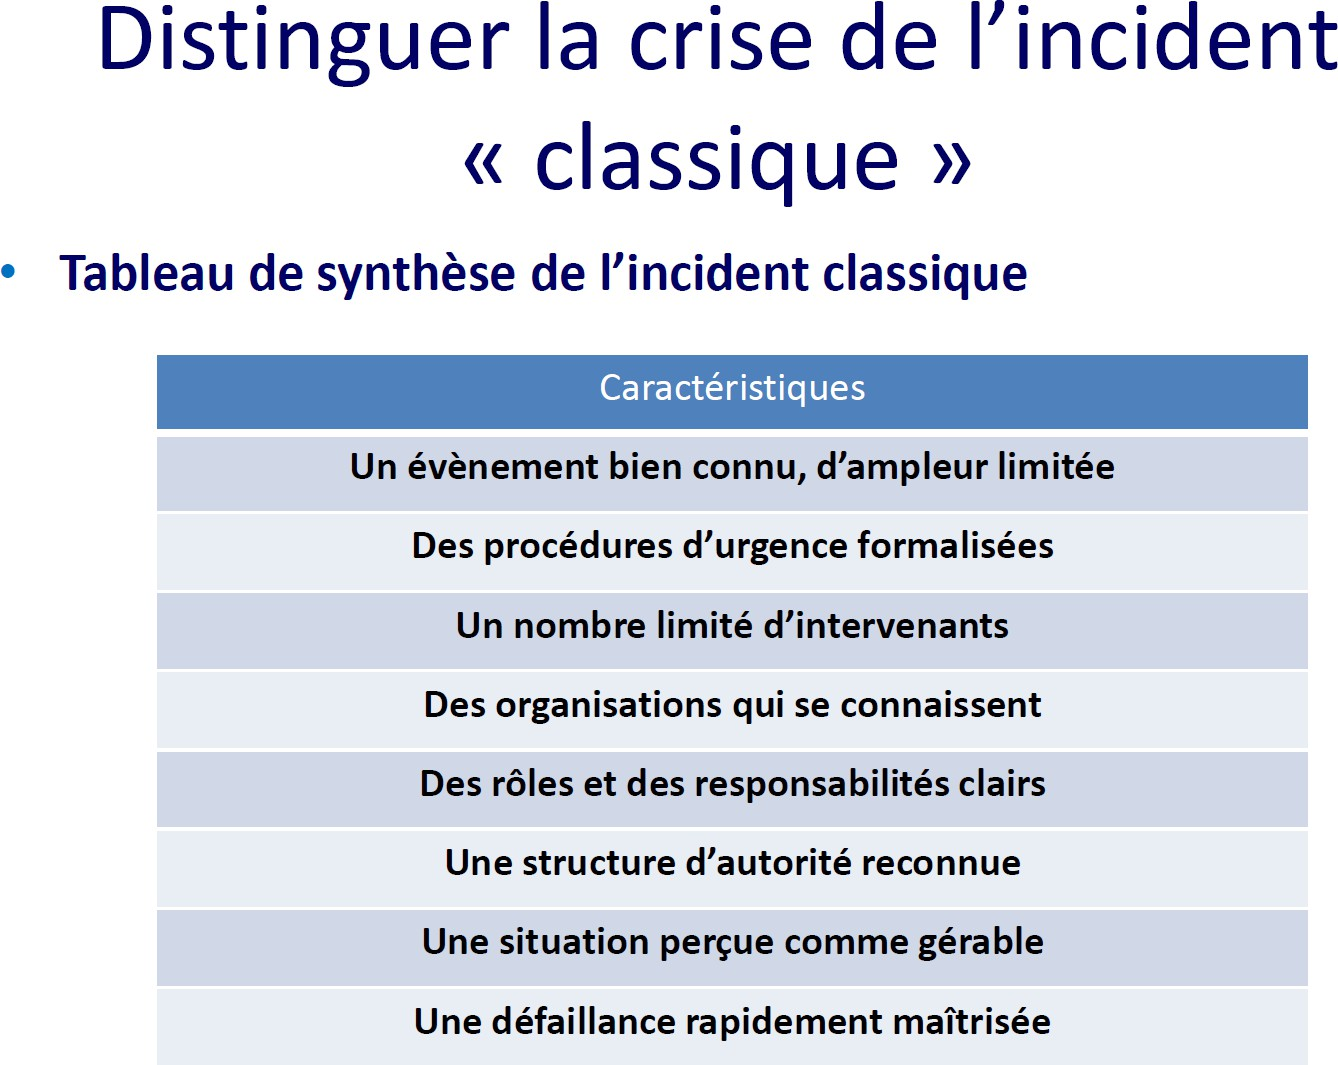 Distinguer la crise de l’incident
« classique »
• Tableau de synthèse de l’incident classique
Caractéristiques
Un évènement bien connu, d’ampleur limitée
Des procédures d’urgence formalisées
Un nombre limité d’intervenants
Des organisations qui se connaissent
Des rôles et des responsabilités clairs
Une structure d’autorité reconnue
Une situation perçue comme gérable
Une défaillance rapidement maîtrisée